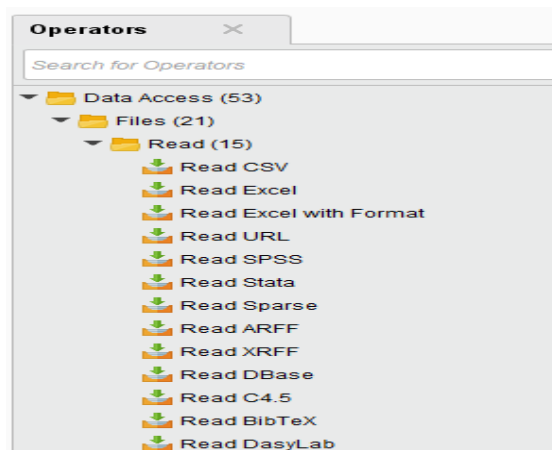 Operators
Search for Operators
Data Access (53)
Files (21)
Read (15)
Read CSV
Read Excel
Read Excel with Format
Read URL
Read SPSS
Read Stata
Read Sparse
Read ARFF
Read XRFF
Read DBase
Read C4.5
Read BibTeX
Read DasyLab